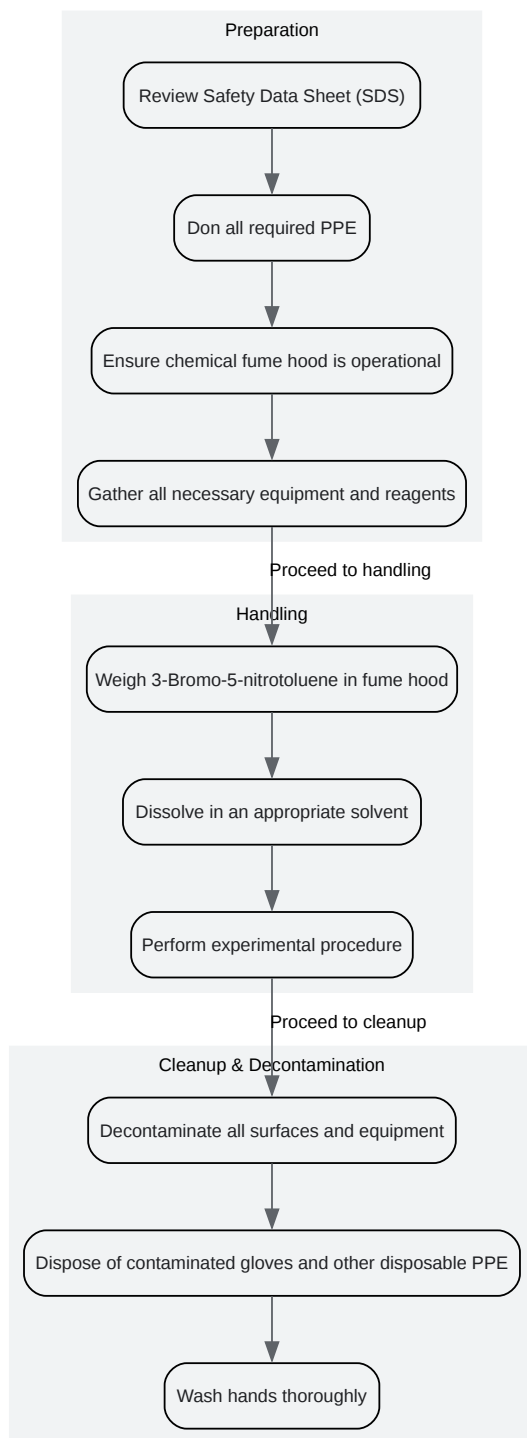 Preparation
Review Safety Data Sheet (SDS)
Don all required PPE
Ensure chemical fume hood is operational
Gather all necessary equipment and reagents
Proceed to handling
Handling
Weigh 3-Bromo-5-nitrotoluene in fume hood
Dissolve in an appropriate solvent
Perform experimental procedure
Proceed to cleanup
Cleanup & Decontamination
Decontaminate all surfaces and equipment
Dispose of contaminated gloves and other disposable PPE
Wash hands thoroughly